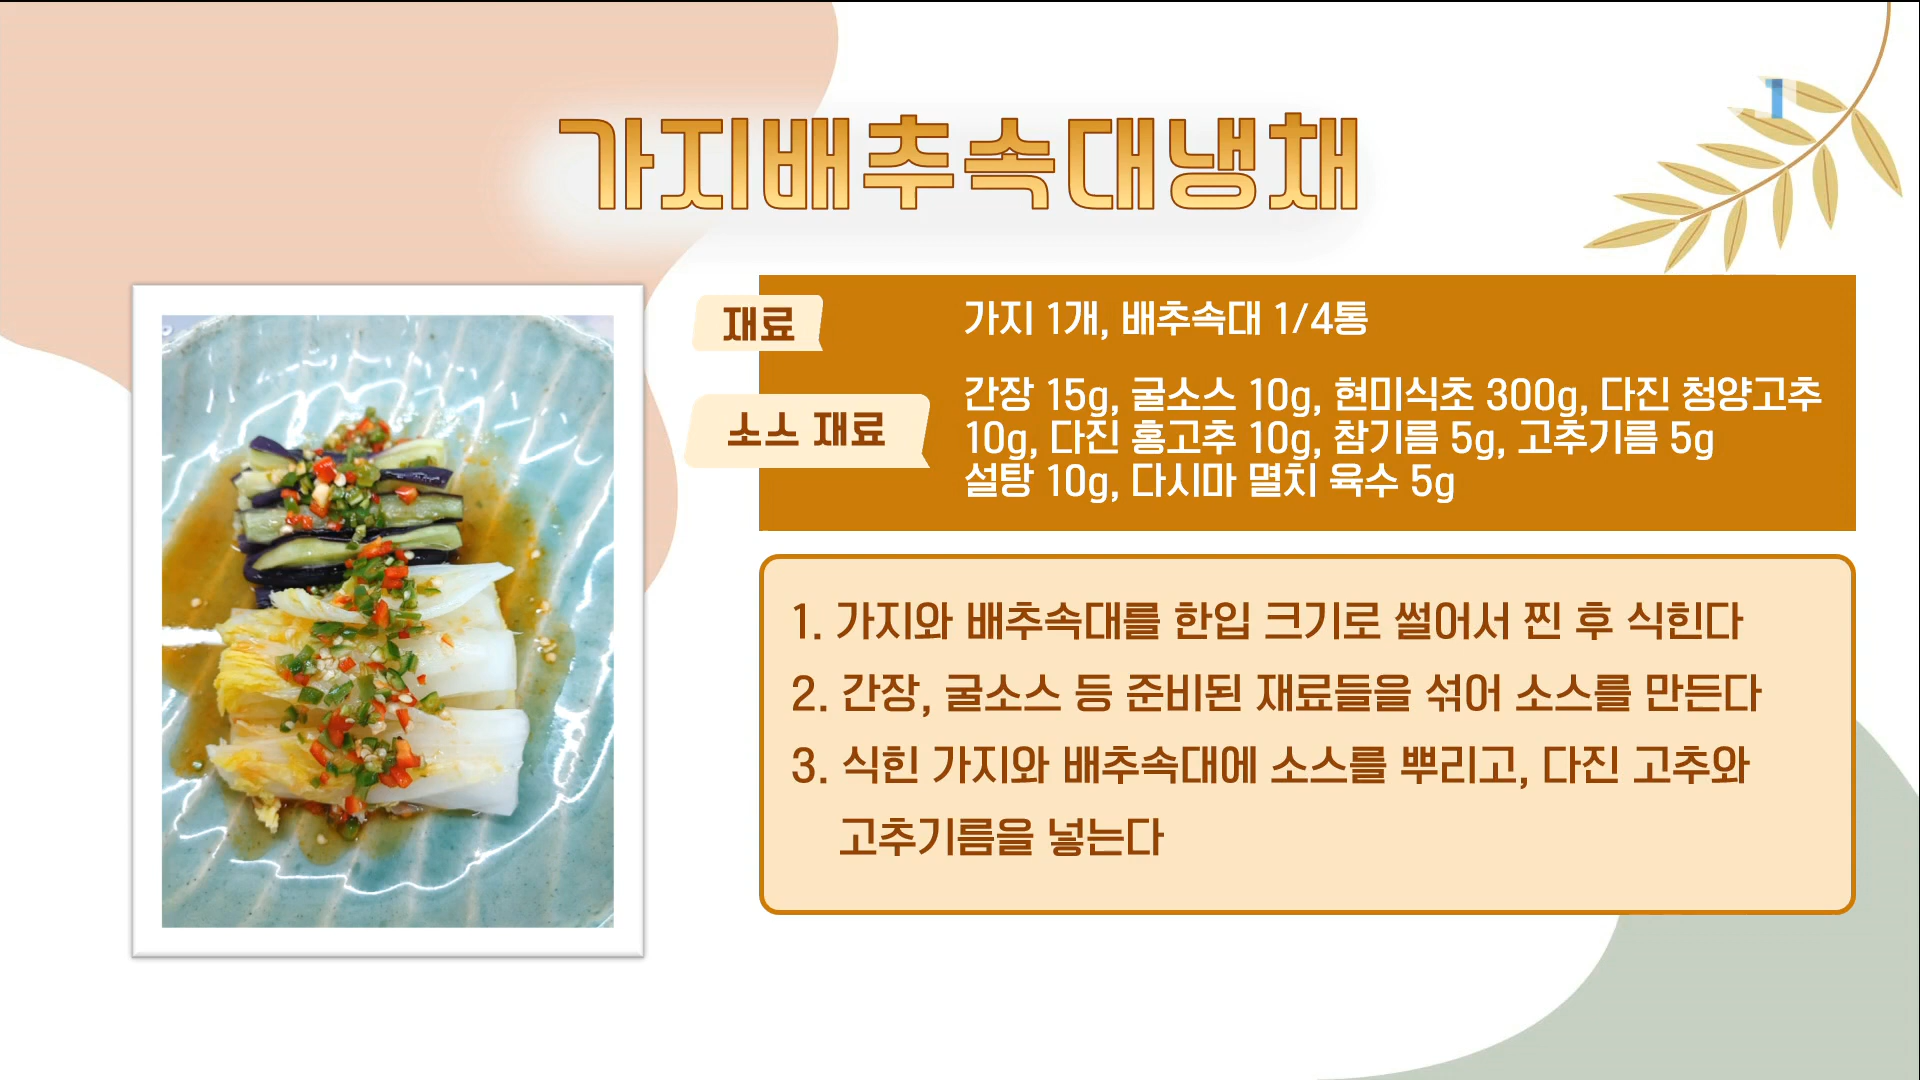 가지배추속대냉채
재료
가지 1개, 배추속대 1/4통
소스 재료
간장 15g, 굴소스 10g, 현미식초 300g, 다진 청양고추
10g, 다진 홍고추 10g, 참기름 5g, 고추기름 5g
설탕 10g, 다시마 멸치 육수 5g
1. 가지와 배추속대를 한입 크기로 썰어서 찐 후 식힌다
2. 간장, 굴소스 등 준비된 재료들을 섞어 소스를 만든다
3. 식힌 가지와 배추속대에 소스를 뿌리고, 다진 고추와
고추기름을 넣는다